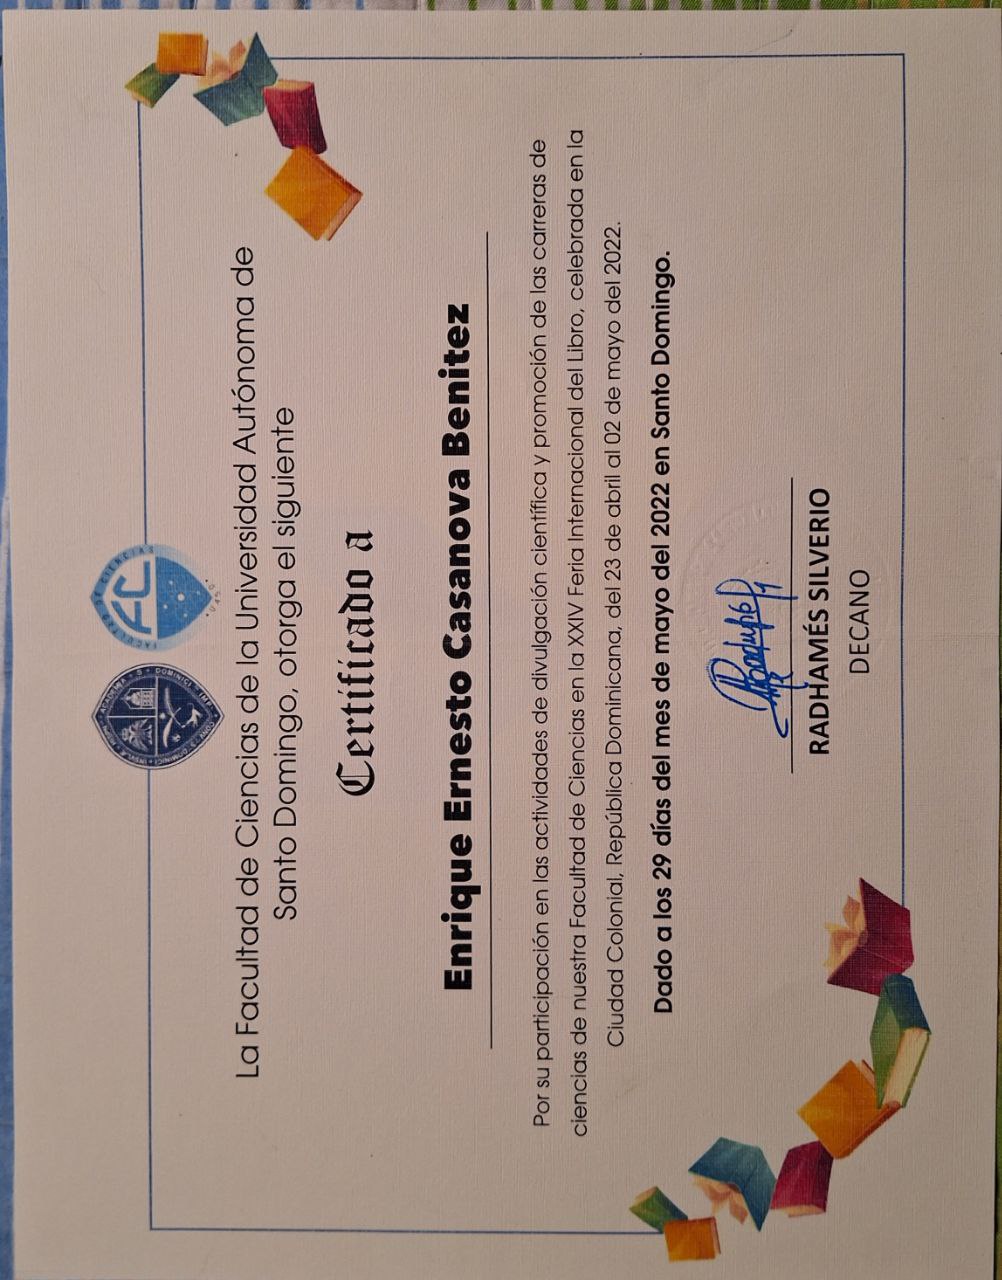 FACULTAD DE CIENCIAS
FC
U A S D
La Facultad de Ciencias de la Universidad Autónoma de
Santo Domingo, otorga el siguiente
Certificado a
Enrique Ernesto Casanova Benitez
Por su participación en las actividades de divulgación científica y promoción de las carreras de
ciencias de nuestra Facultad de Ciencias en la XXIV Feria Internacional del Libro, celebrada en la
Ciudad Colonial, República Dominicana, del 23 de abril al 02 de mayo del 2022.
Dado a los 29 días del mes de mayo del 2022 en Santo Domingo.
RADHAMÉS SILVERIO
DECANO